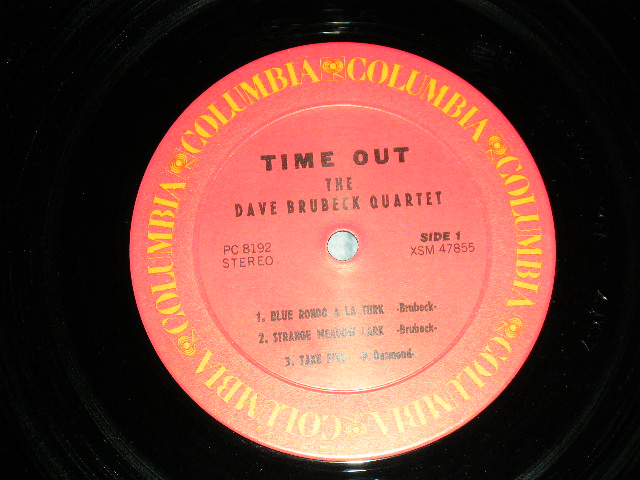 COLUMBIA COLUMBIA COLUMBIA COLUMBIA COLUMBIA COLUMBIA
TIME OUT
THE
DAVE BRUBECK QUARTET
PC 8192
STEREO
SIDE 1
XSM 47855
1. BLUE RONDO A LA TURK -Brubeck-
2. STRANGE MEADOW LARK -Brubeck-
3. TAKE FIVE -P. Desmond-